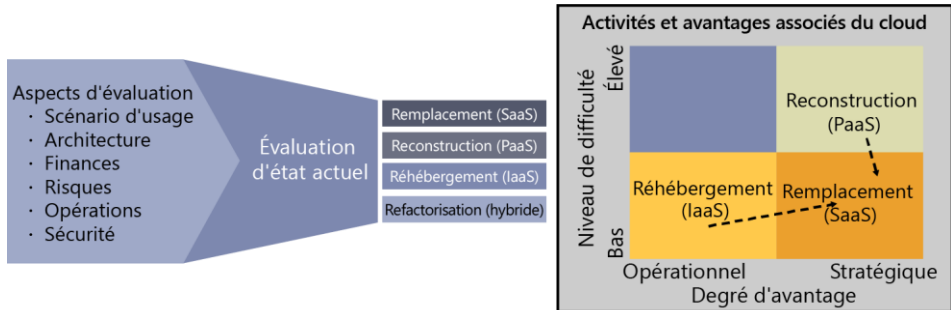 Aspects d'évaluation
· Scénario d'usage
· Architecture
· Finances
· Risques
· Opérations
· Sécurité
Évaluation
d'état actuel
Remplacement (SaaS)
Reconstruction (PaaS)
Réhébergement (IaaS)
Refactorisation (hybride)
Activités et avantages associés du cloud
Niveau de difficulté
Élevé
Bas
Reconstruction
(PaaS)
Réhébergement
(IaaS)
Remplacement
(SaaS)
Opérationnel
Stratégique
Degré d'avantage